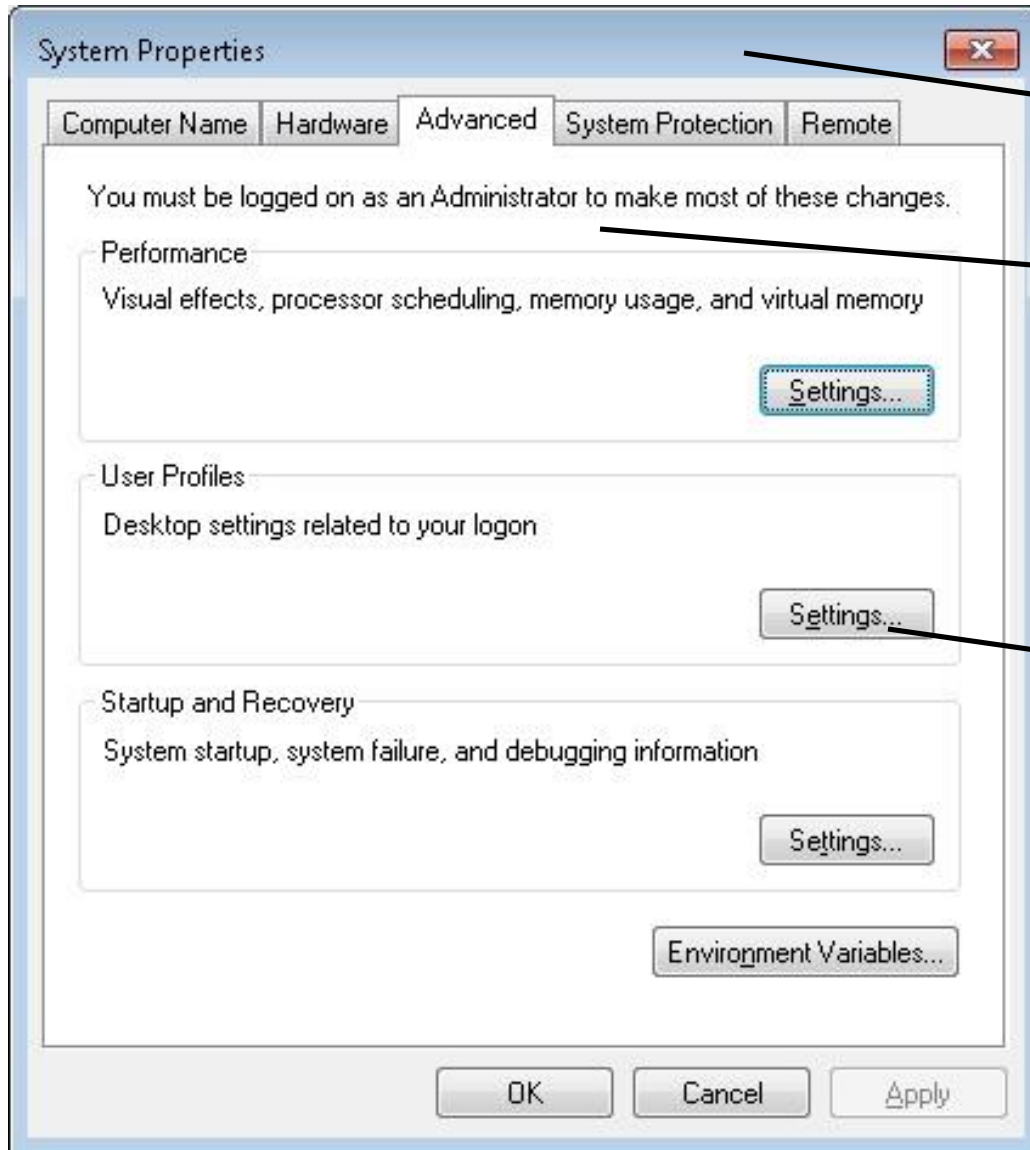 System Properties
Computer Name Hardware Advanced System Protection Remote
You must be logged on as an Administrator to make most of these changes.
Performance
Visual effects, processor scheduling, memory usage, and virtual memory
Settings...
User Profiles
Desktop settings related to your logon
Settings...
Startup and Recovery
System startup, system failure, and debugging information
Settings...
Environment Variables...
OK Cancel Apply